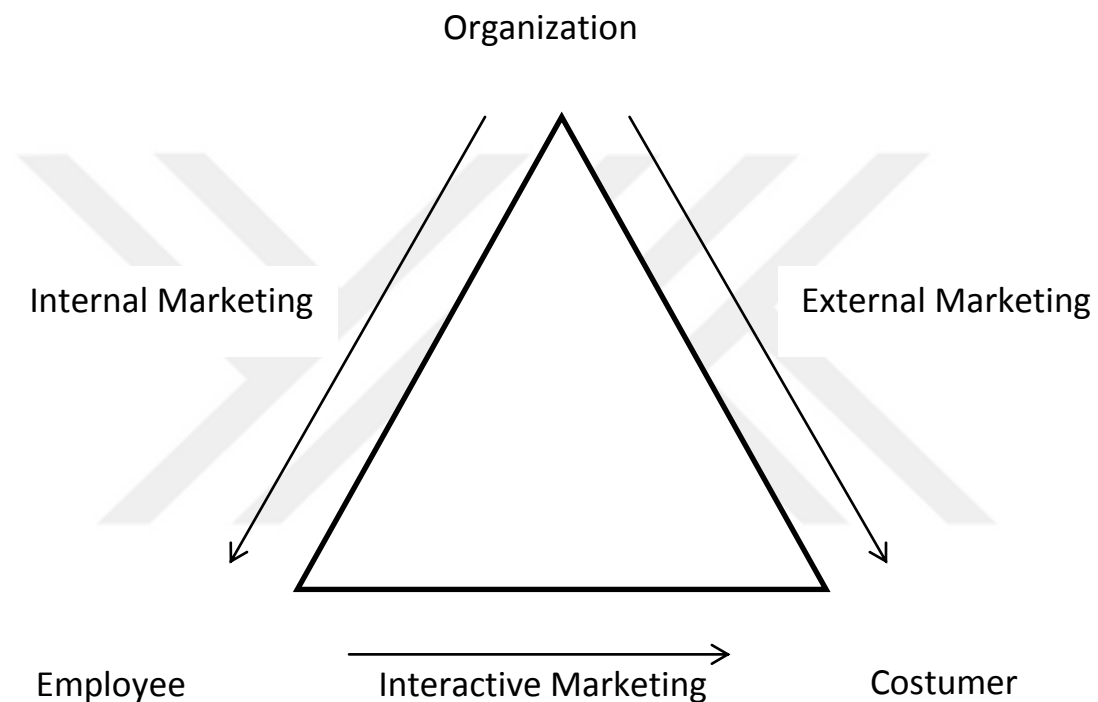 Organization
Internal Marketing
External Marketing
Employee
Interactive Marketing
Costumer